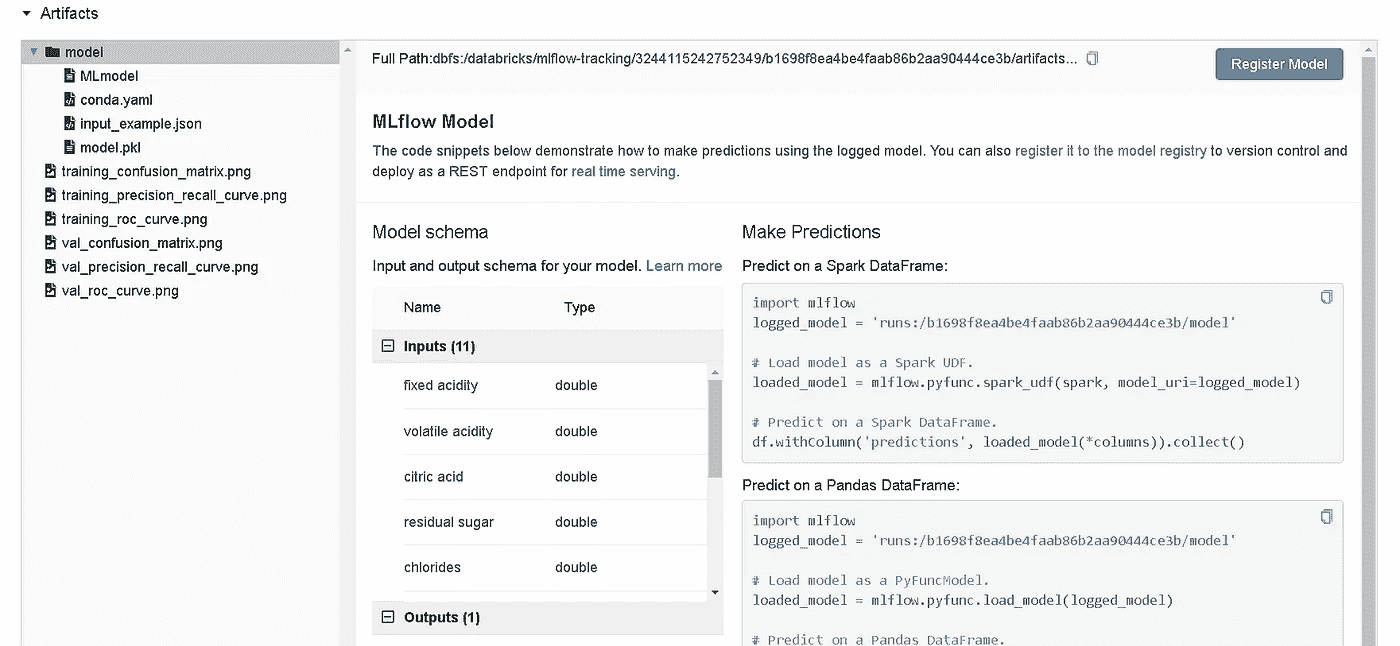 Artifacts
model
MLmodel
conda.yaml
input_example.json
model.pkl
training_confusion_matrix.png
training_precision_recall_curve.png
training_roc_curve.png
val_confusion_matrix.png
val_precision_recall_curve.png
val_roc_curve.png
Full Path:dbfs:/databricks/mlflow-tracking/3244115242752349/b1698f8ea4be4faab86b2aa90444ce3b/artifacts...
Register Model
MLflow Model
The code snippets below demonstrate how to make predictions using the logged model. You can also register it to the model registry to version control and
deploy as a REST endpoint for real time serving.
Model schema
Input and output schema for your model. Learn more
Name Type
Inputs (11)
fixed acidity double
volatile acidity double
citric acid double
residual sugar double
chlorides double
Outputs (1)
Make Predictions
Predict on a Spark DataFrame:
import mlflow
logged_model = 'runs:/b1698f8ea4be4faab86b2aa90444ce3b/model'
# Load model as a Spark UDF.
loaded_model = mlflow.pyfunc.spark_udf(spark, model_uri=logged_model)
# Predict on a Spark DataFrame.
df.withColumn('predictions', loaded_model(*columns)).collect()
Predict on a Pandas DataFrame:
import mlflow
logged_model = 'runs:/b1698f8ea4be4faab86b2aa90444ce3b/model'
# Load model as a PyFuncModel.
loaded_model = mlflow.pyfunc.load_model(logged_model)
# Predict on a Pandas DataFrame.